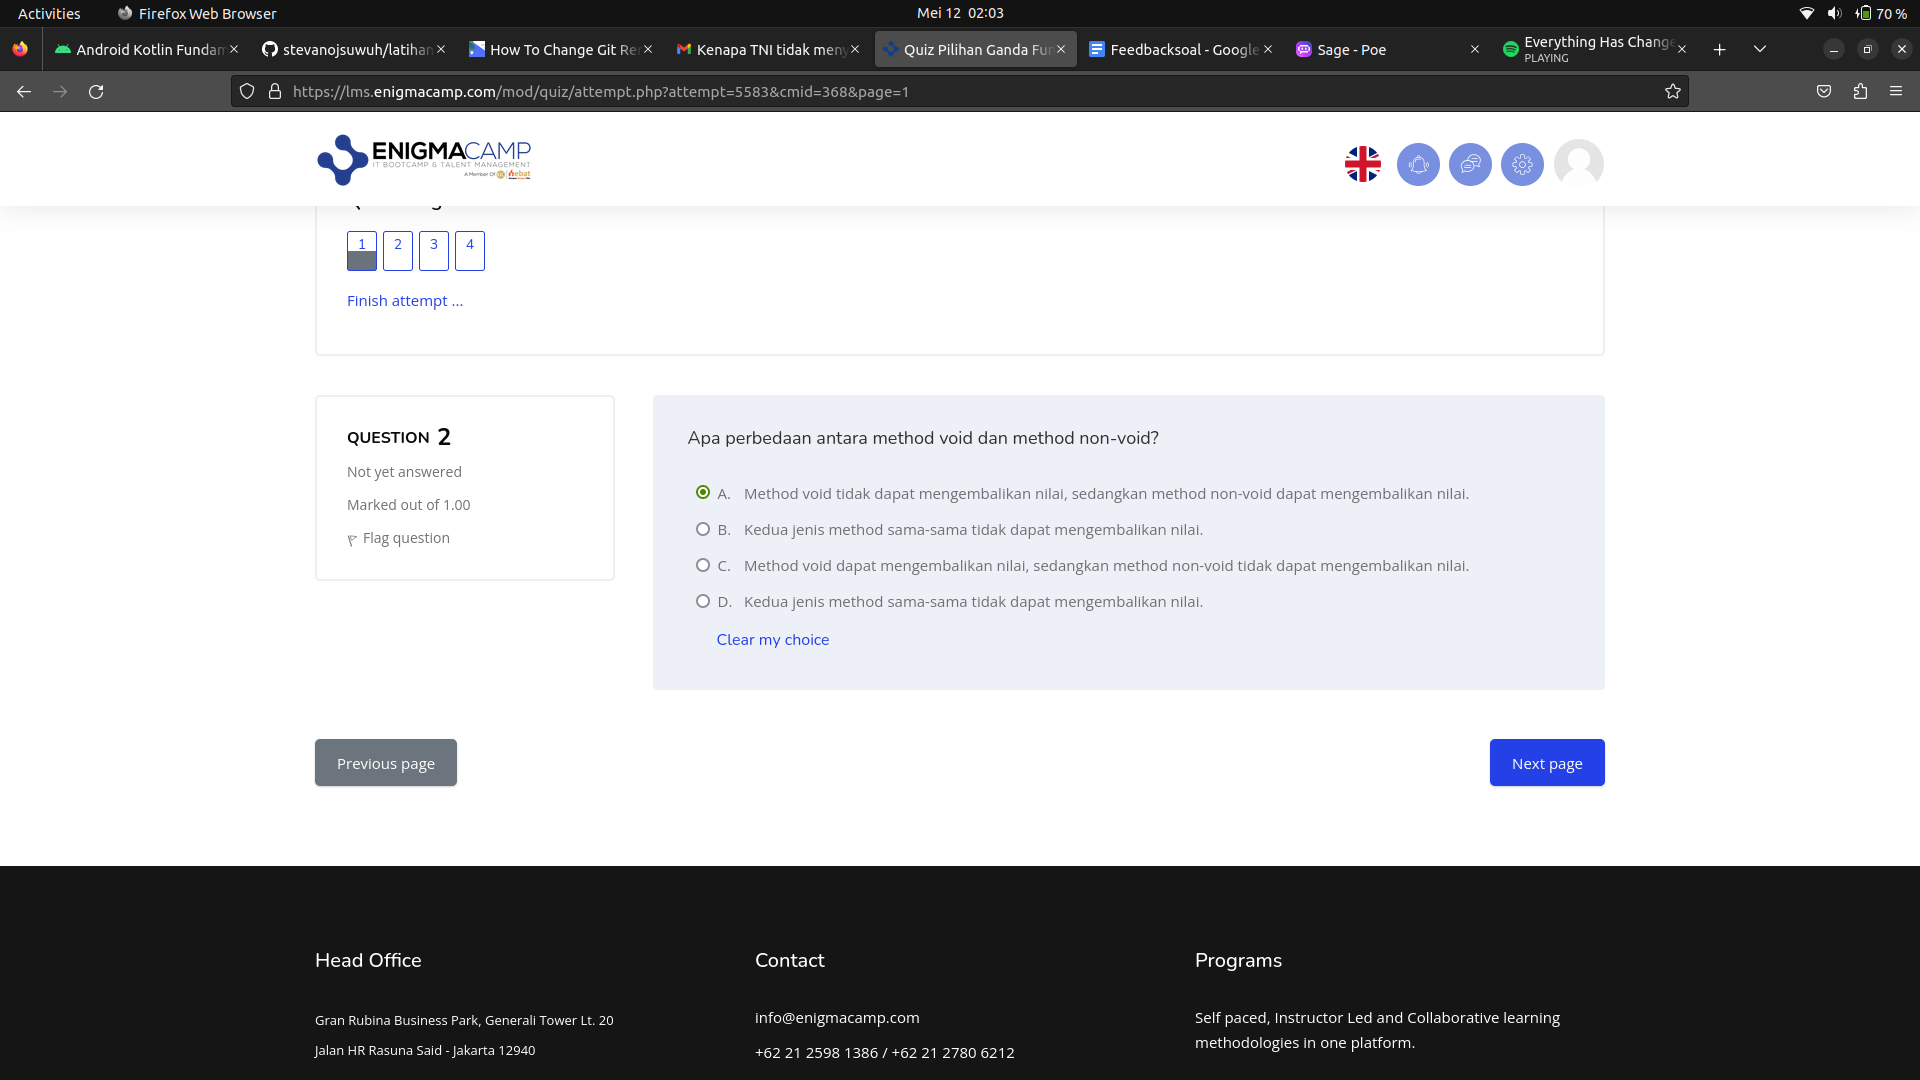 Activities
Firefox Web Browser
Mei 12 02:03
70 %
Android Kotlin Fundam
stevanojsuwuh/latihan
How To Change Git Re
Kenapa TNI tidak meny
Quiz Pilihan Ganda Fun
Feedbacksoal - Google
Sage - Poe
Everything Has Change
PLAYING
https://lms.enigmacamp.com/mod/quiz/attempt.php?attempt=5583&cmid=368&page=1
ENIGMACAMP
IT BOOTCAMP & TALENT MANAGEMENT
A Member Of
1 2 3 4
Finish attempt ...
QUESTION 2
Not yet answered
Marked out of 1.00
Flag question
Apa perbedaan antara method void dan method non-void?
A. Method void tidak dapat mengembalikan nilai, sedangkan method non-void dapat mengembalikan nilai.
B. Kedua jenis method sama-sama tidak dapat mengembalikan nilai.
C. Method void dapat mengembalikan nilai, sedangkan method non-void tidak dapat mengembalikan nilai.
D. Kedua jenis method sama-sama tidak dapat mengembalikan nilai.
Clear my choice
Previous page
Next page
Head Office
Gran Rubina Business Park, Generali Tower Lt. 20
Jalan HR Rasuna Said - Jakarta 12940
Contact
info@enigmacamp.com
+62 21 2598 1386 / +62 21 2780 6212
Programs
Self paced, Instructor Led and Collaborative learning
methodologies in one platform.